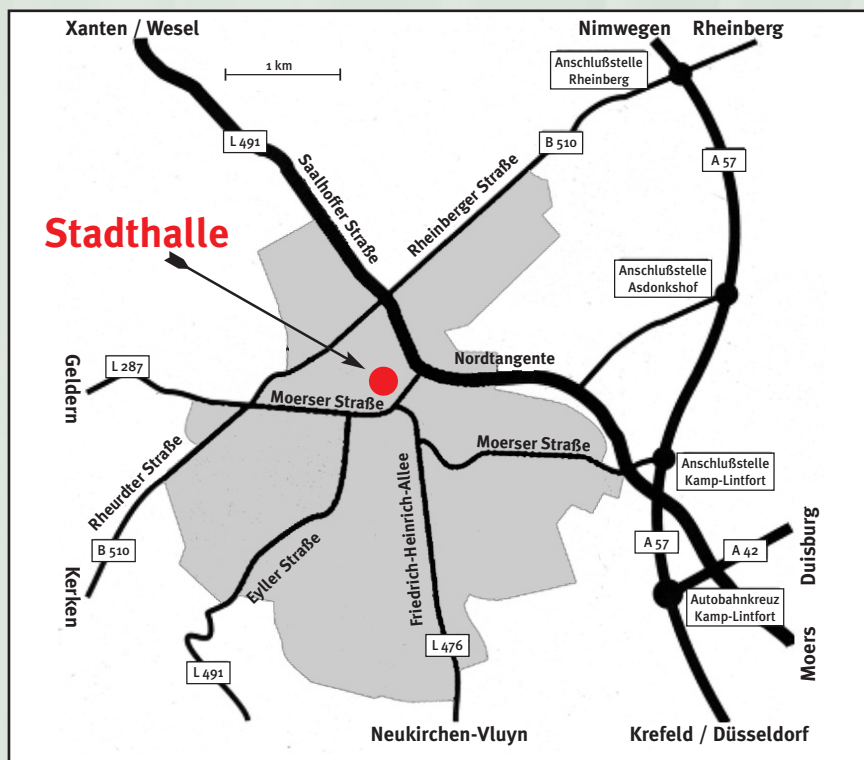 Xanten / Wesel
Nimwegen
Rheinberg
1 km
Anschlußstelle
Rheinberg
L 491
B 510
A 57
Saalhoffer Straße
Rheinberger Straße
Stadthalle
Anschlußstelle
Asdonkshof
Geldern
L 287
Nordtangente
Moerser Straße
Moerser Straße
Anschlußstelle
Kamp-Lintfort
Rheurdter Straße
Friedrich-Heinrich-Allee
Eyller Straße
B 510
Kerken
A 57
A 42
Duisburg
Autobahnkreuz
Kamp-Lintfort
L 476
L 491
Moers
Neukirchen-Vluyn
Krefeld / Düsseldorf